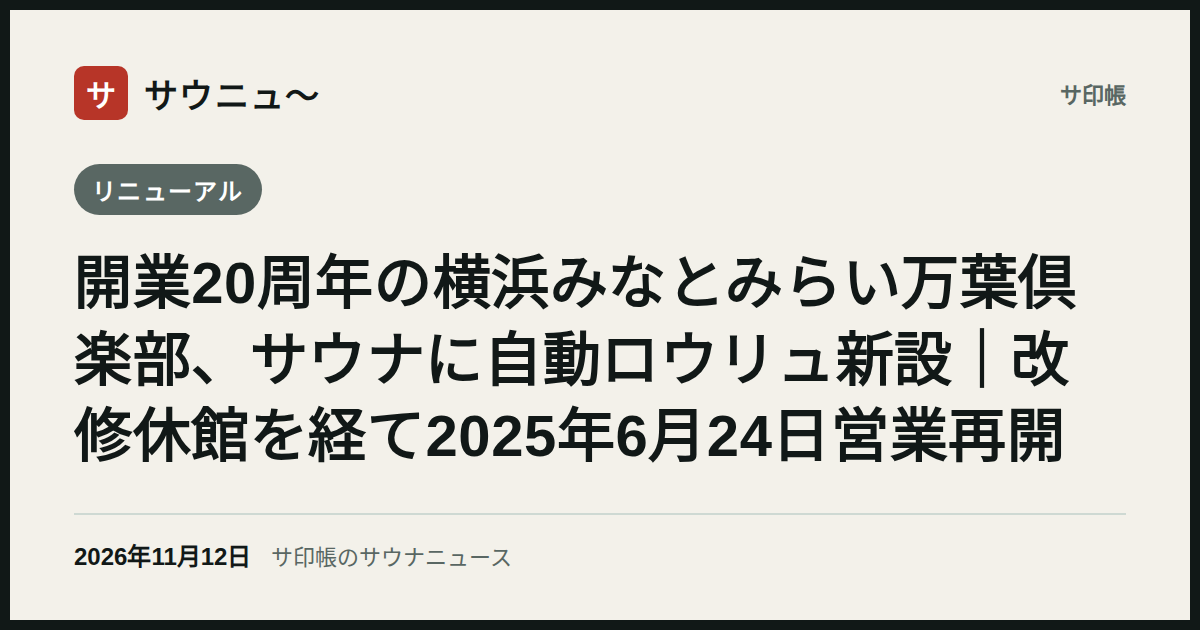 サ サウニュ〜
サ印帳
リニューアル
開業20周年の横浜みなとみらい万葉倶
楽部、サウナに自動ロウリュ新設｜改
修休館を経て2025年6月24日営業再開
2026年11月12日 サ印帳のサウナニュース